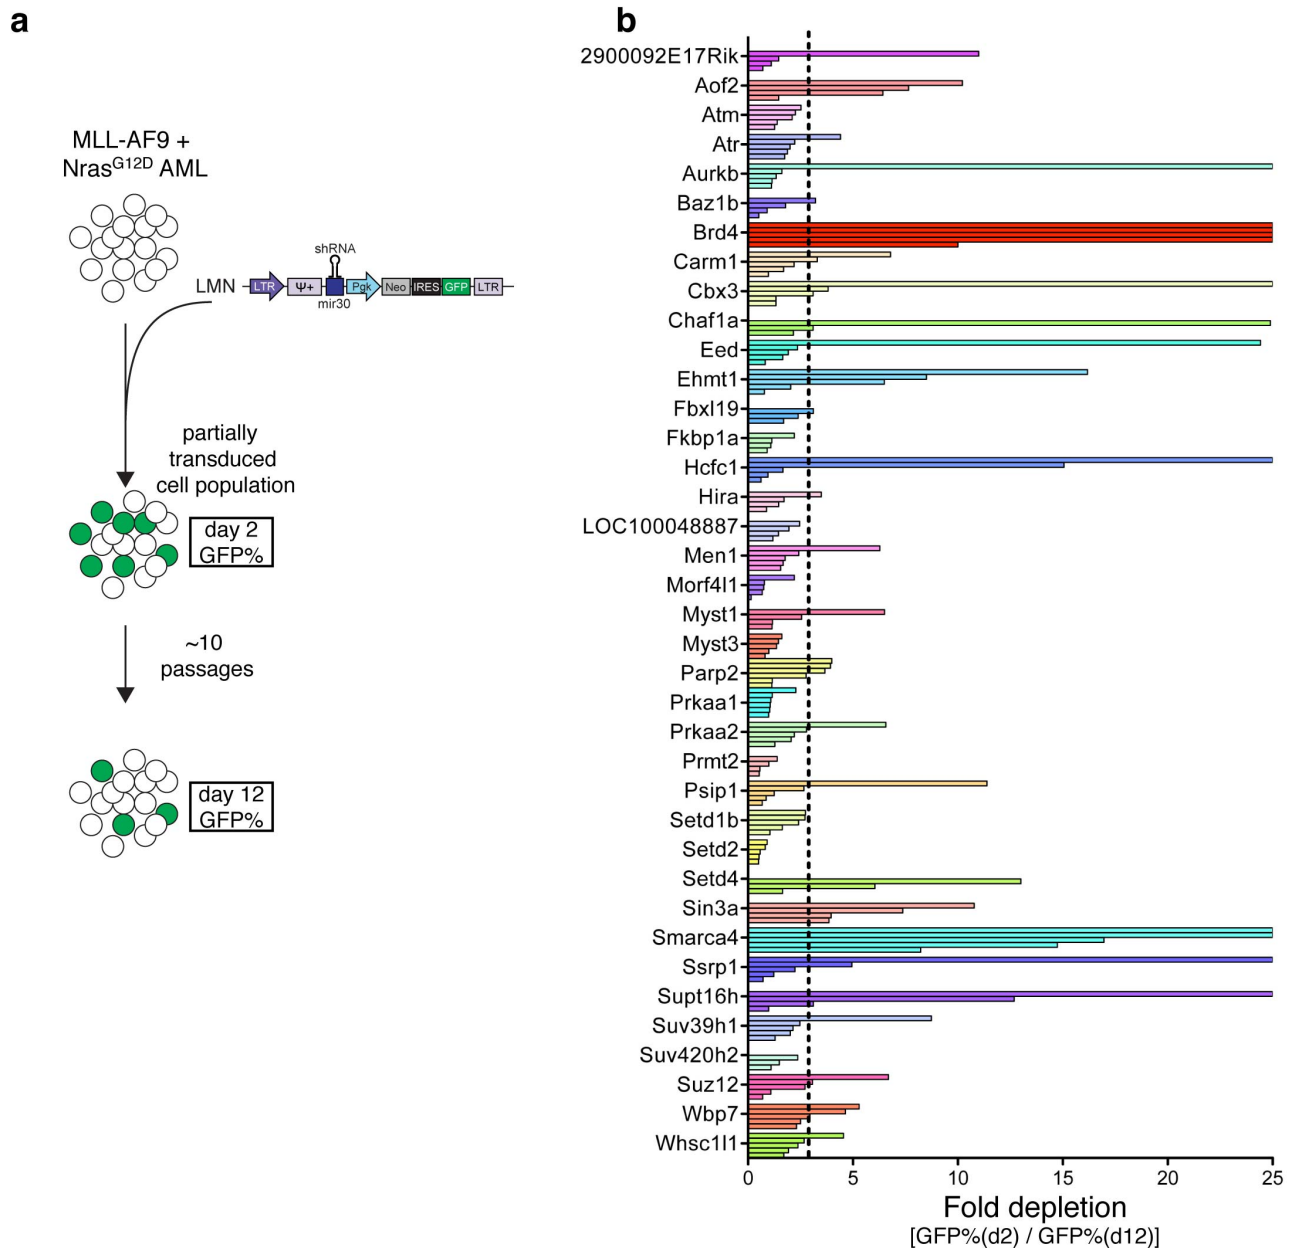 a
MLL-AF9 +
NrasG12D AML
LMN
shRNA
LTR Ψ+ Pgk Neo IRES GFP LTR
mir30
partially
transduced
cell population
day 2
GFP%
~10
passages
day 12
GFP%
b
2900092E17Rik
Aof2
Atm
Atr
Aurkb
Baz1b
Brd4
Carm1
Cbx3
Chaf1a
Eed
Ehmt1
Fbxl19
Fkbp1a
Hcfc1
Hira
LOC100048887
Men1
Morf4l1
Myst1
Myst3
Parp2
Prkaa1
Prkaa2
Prmt2
Psip1
Setd1b
Setd2
Setd4
Sin3a
Smarca4
Ssrp1
Supt16h
Suv39h1
Suv420h2
Suz12
Wbp7
Whsc1l1
0 5 10 15 20 25
Fold depletion
[GFP%(d2) / GFP%(d12)]